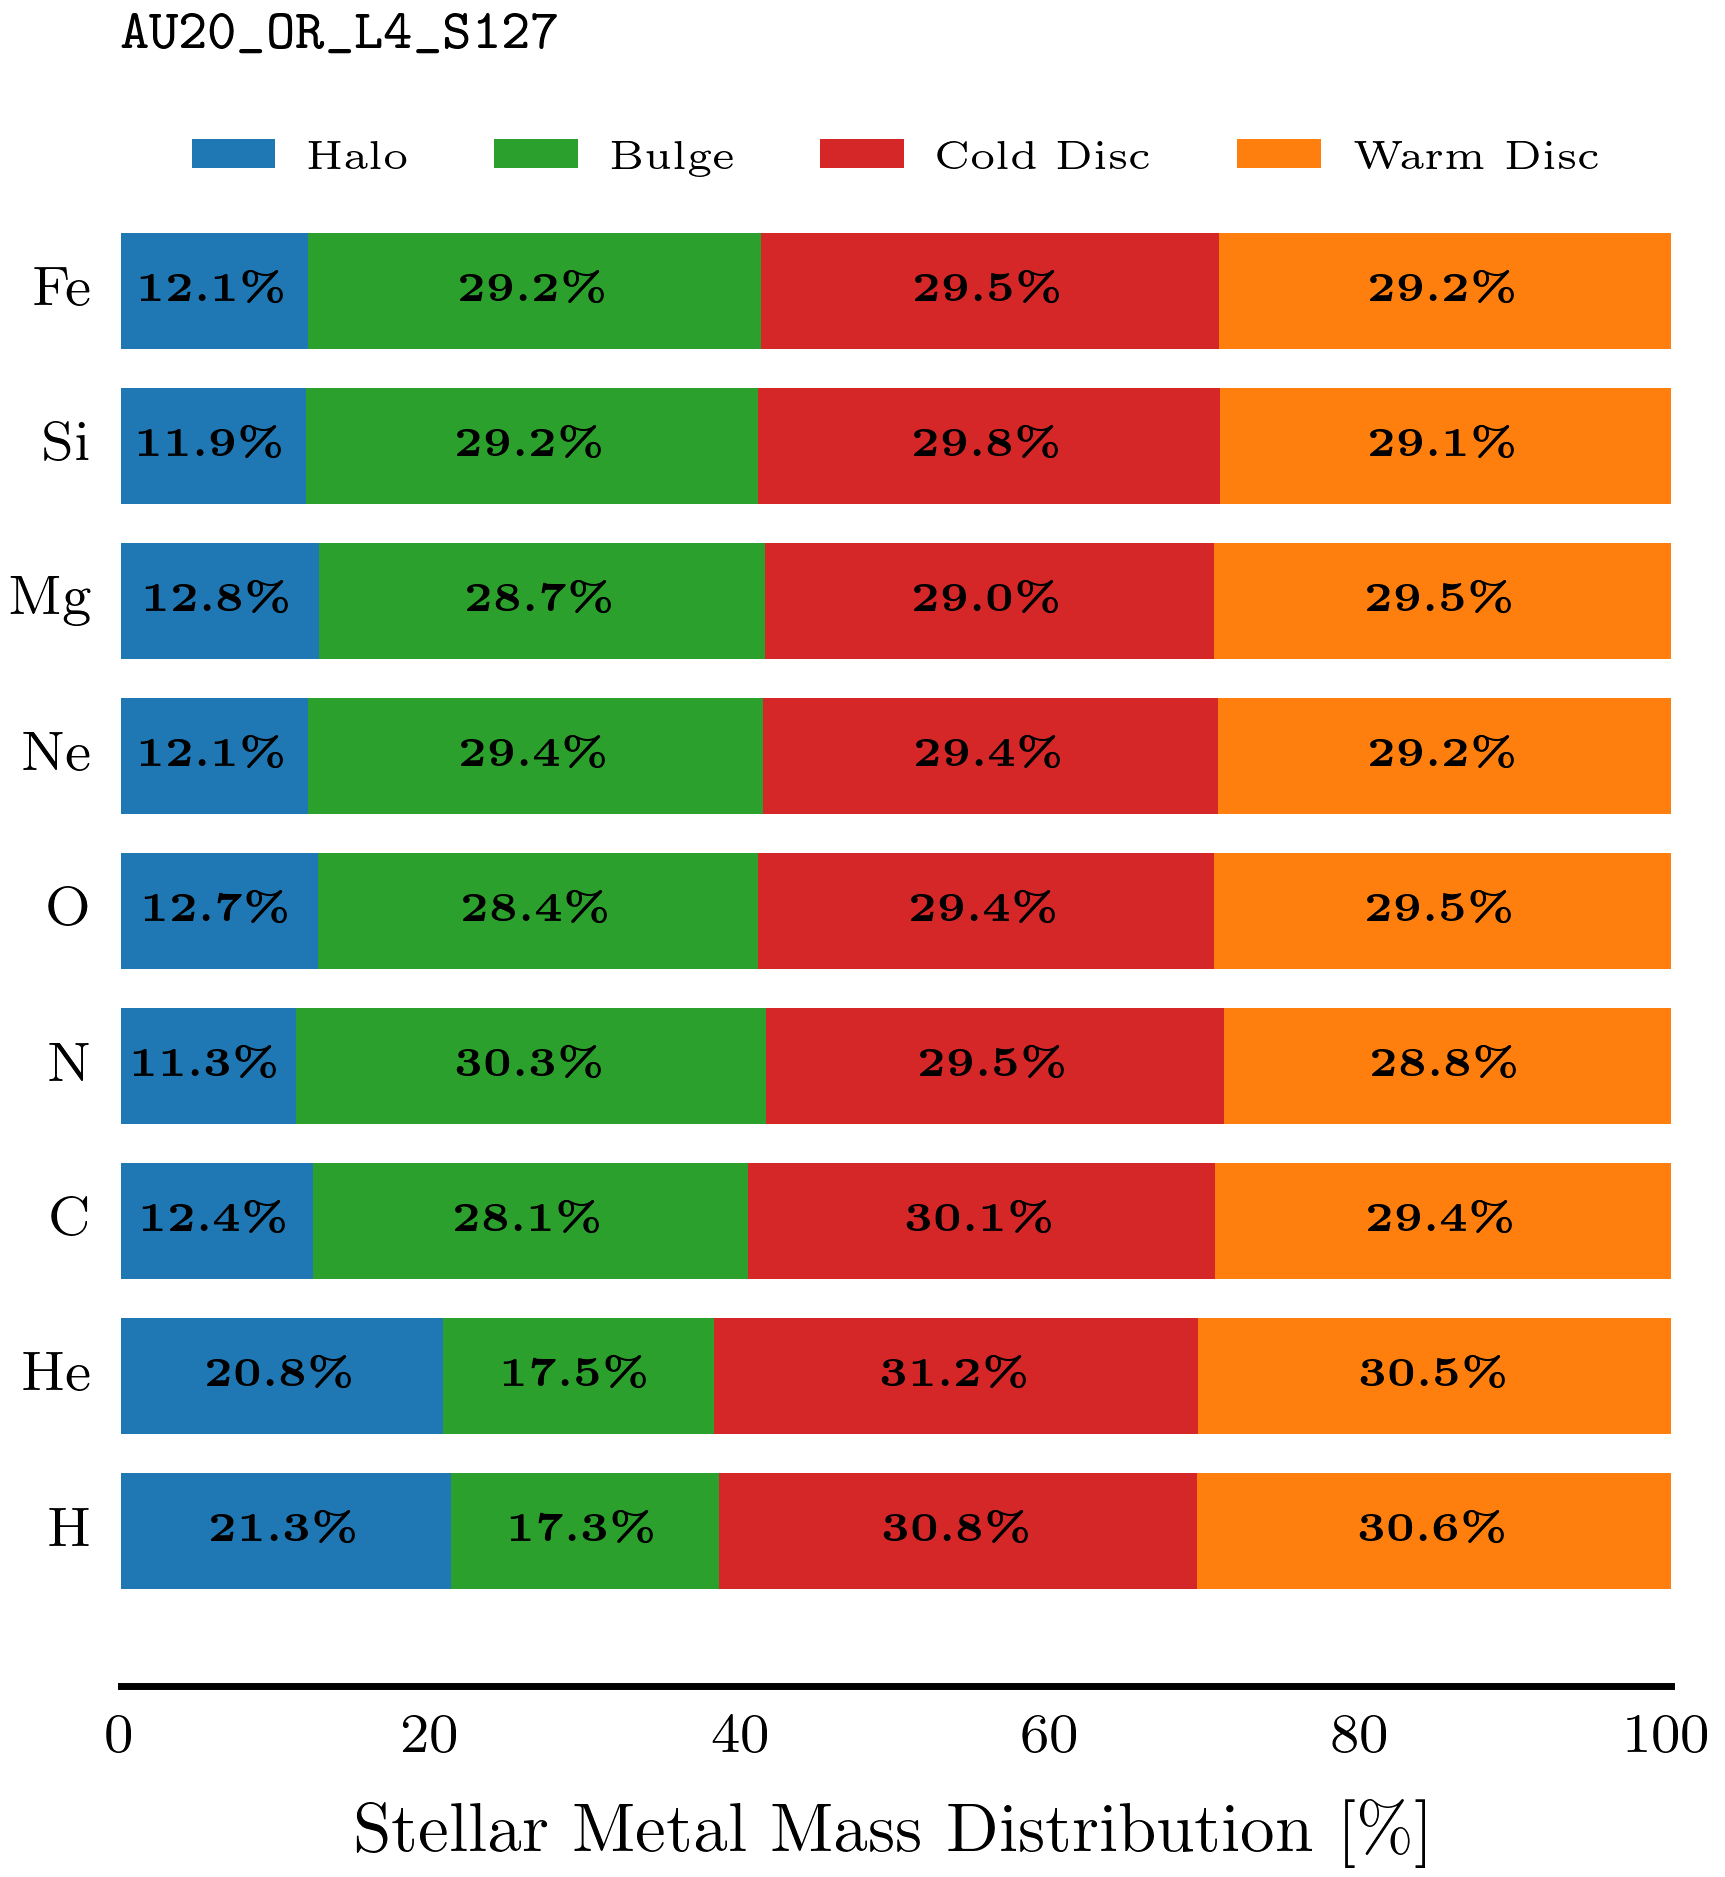 AU20_OR_L4_S127
Halo Bulge Cold Disc Warm Disc
Fe 12.1% 29.2% 29.5% 29.2%
Si 11.9% 29.2% 29.8% 29.1%
Mg 12.8% 28.7% 29.0% 29.5%
Ne 12.1% 29.4% 29.4% 29.2%
O 12.7% 28.4% 29.4% 29.5%
N 11.3% 30.3% 29.5% 28.8%
C 12.4% 28.1% 30.1% 29.4%
He 20.8% 17.5% 31.2% 30.5%
H 21.3% 17.3% 30.8% 30.6%
0 20 40 60 80 100
Stellar Metal Mass Distribution [%]